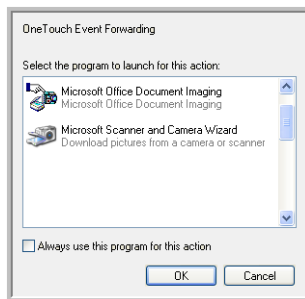 OneTouch Event Forwarding
Select the program to launch for this action:
Microsoft Office Document Imaging
Microsoft Office Document Imaging
Microsoft Scanner and Camera Wizard
Download pictures from a camera or scanner
Always use this program for this action
OK Cancel